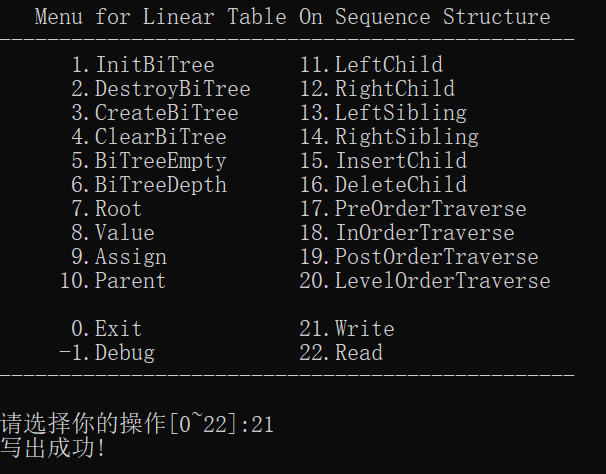 Menu for Linear Table On Sequence Structure
-------------------------------------------------
1.InitBiTree 11.LeftChild
2.DestroyBiTree 12.RightChild
3.CreateBiTree 13.LeftSibling
4.ClearBiTree 14.RightSibling
5.BiTreeEmpty 15.InsertChild
6.BiTreeDepth 16.DeleteChild
7.Root 17.PreOrderTraverse
8.Value 18.InOrderTraverse
9.Assign 19.PostOrderTraverse
10.Parent 20.LevelOrderTraverse
0.Exit 21.Write
-1.Debug 22.Read
-------------------------------------------------
请选择你的操作[0~22]:21
写出成功!